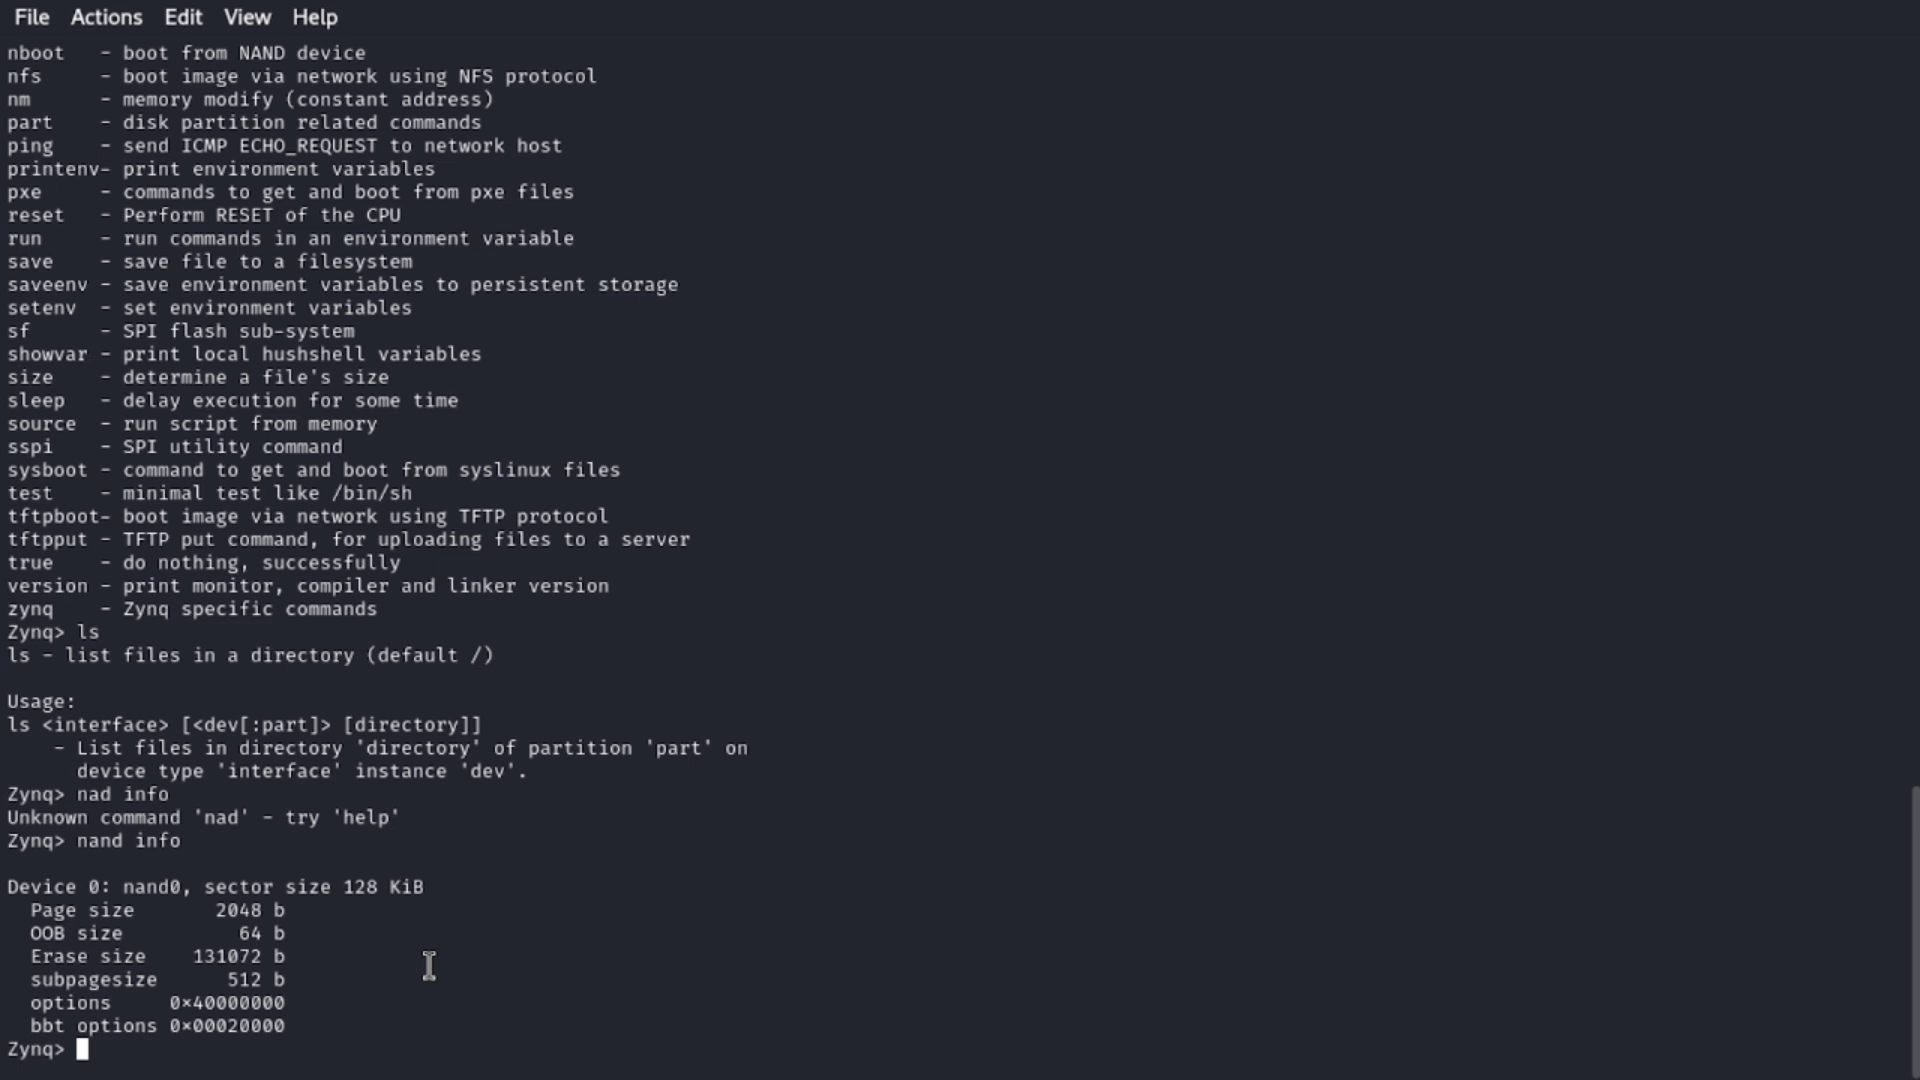 File Actions Edit View Help
nboot   - boot from NAND device
nfs     - boot image via network using NFS protocol
nm      - memory modify (constant address)
part    - disk partition related commands
ping    - send ICMP ECHO_REQUEST to network host
printenv- print environment variables
pxe     - commands to get and boot from pxe files
reset   - Perform RESET of the CPU
run     - run commands in an environment variable
save    - save file to a filesystem
saveenv - save environment variables to persistent storage
setenv  - set environment variables
sf      - SPI flash sub-system
showvar - print local hushshell variables
size    - determine a file's size
sleep   - delay execution for some time
source  - run script from memory
sspi    - SPI utility command
sysboot - command to get and boot from syslinux files
test    - minimal test like /bin/sh
tftpboot- boot image via network using TFTP protocol
tftpput - TFTP put command, for uploading files to a server
true    - do nothing, successfully
version - print monitor, compiler and linker version
zynq    - Zynq specific commands
Zynq> ls
ls - list files in a directory (default /)
Usage:
ls <interface> [<dev[:part]> [directory]]
    - List files in directory 'directory' of partition 'part' on
      device type 'interface' instance 'dev'.
Zynq> nad info
Unknown command 'nad' - try 'help'
Zynq> nand info
Device 0: nand0, sector size 128 KiB
  Page size       2048 b
  OOB size          64 b
  Erase size    131072 b
  subpagesize      512 b
  options     0x40000000
  bbt options 0x00020000
Zynq>